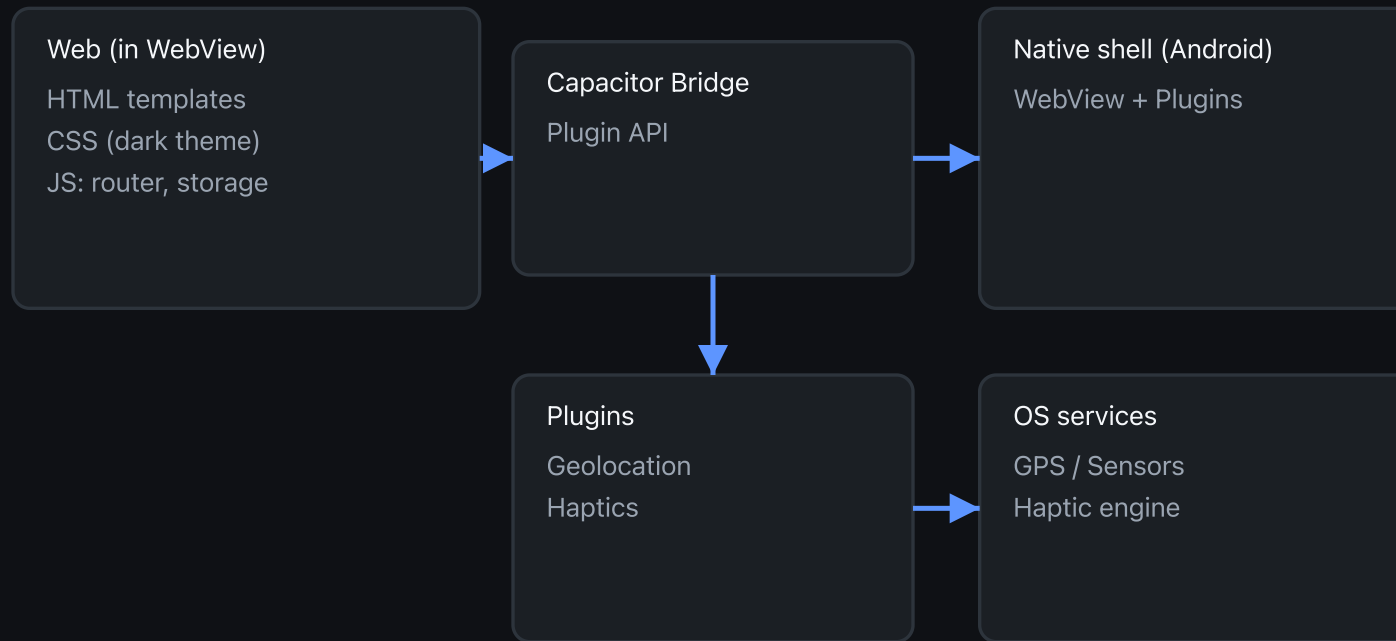 Web (in WebView)
HTML templates
CSS (dark theme)
JS: router, storage
Capacitor Bridge
Plugin API
Native shell (Android)
WebView + Plugins
Plugins
Geolocation
Haptics
OS services
GPS / Sensors
Haptic engine